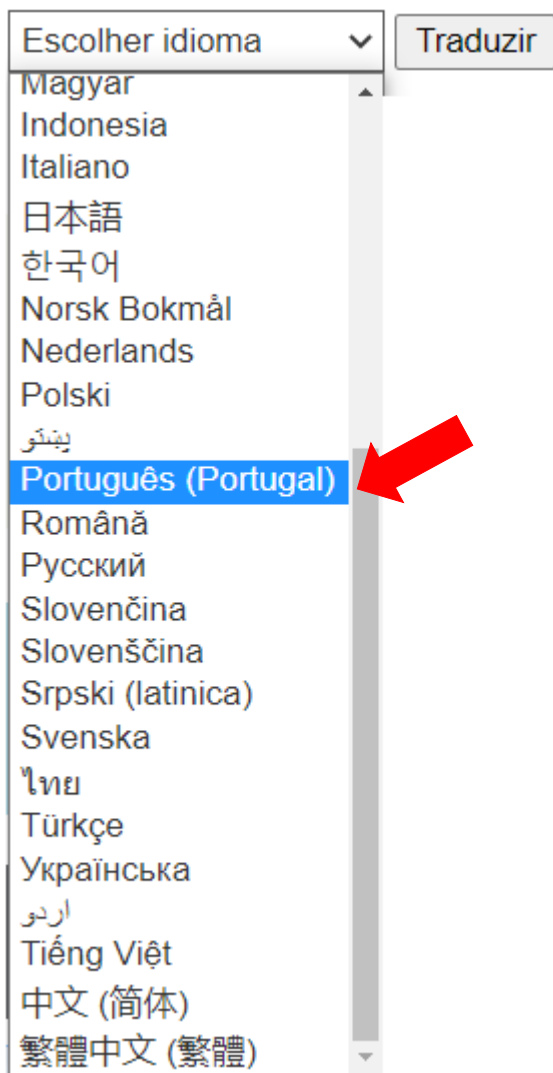 Escolher idioma
Traduzir
Magyar
Indonesia
Italiano
日本語
한국어
Norsk Bokmål
Nederlands
Polski
پښتو
Português (Portugal)
Română
Русский
Slovenčina
Slovenščina
Srpski (latinica)
Svenska
ไทย
Türkçe
Українська
اردو
Tiếng Việt
中文 (简体)
繁體中文 (繁體)